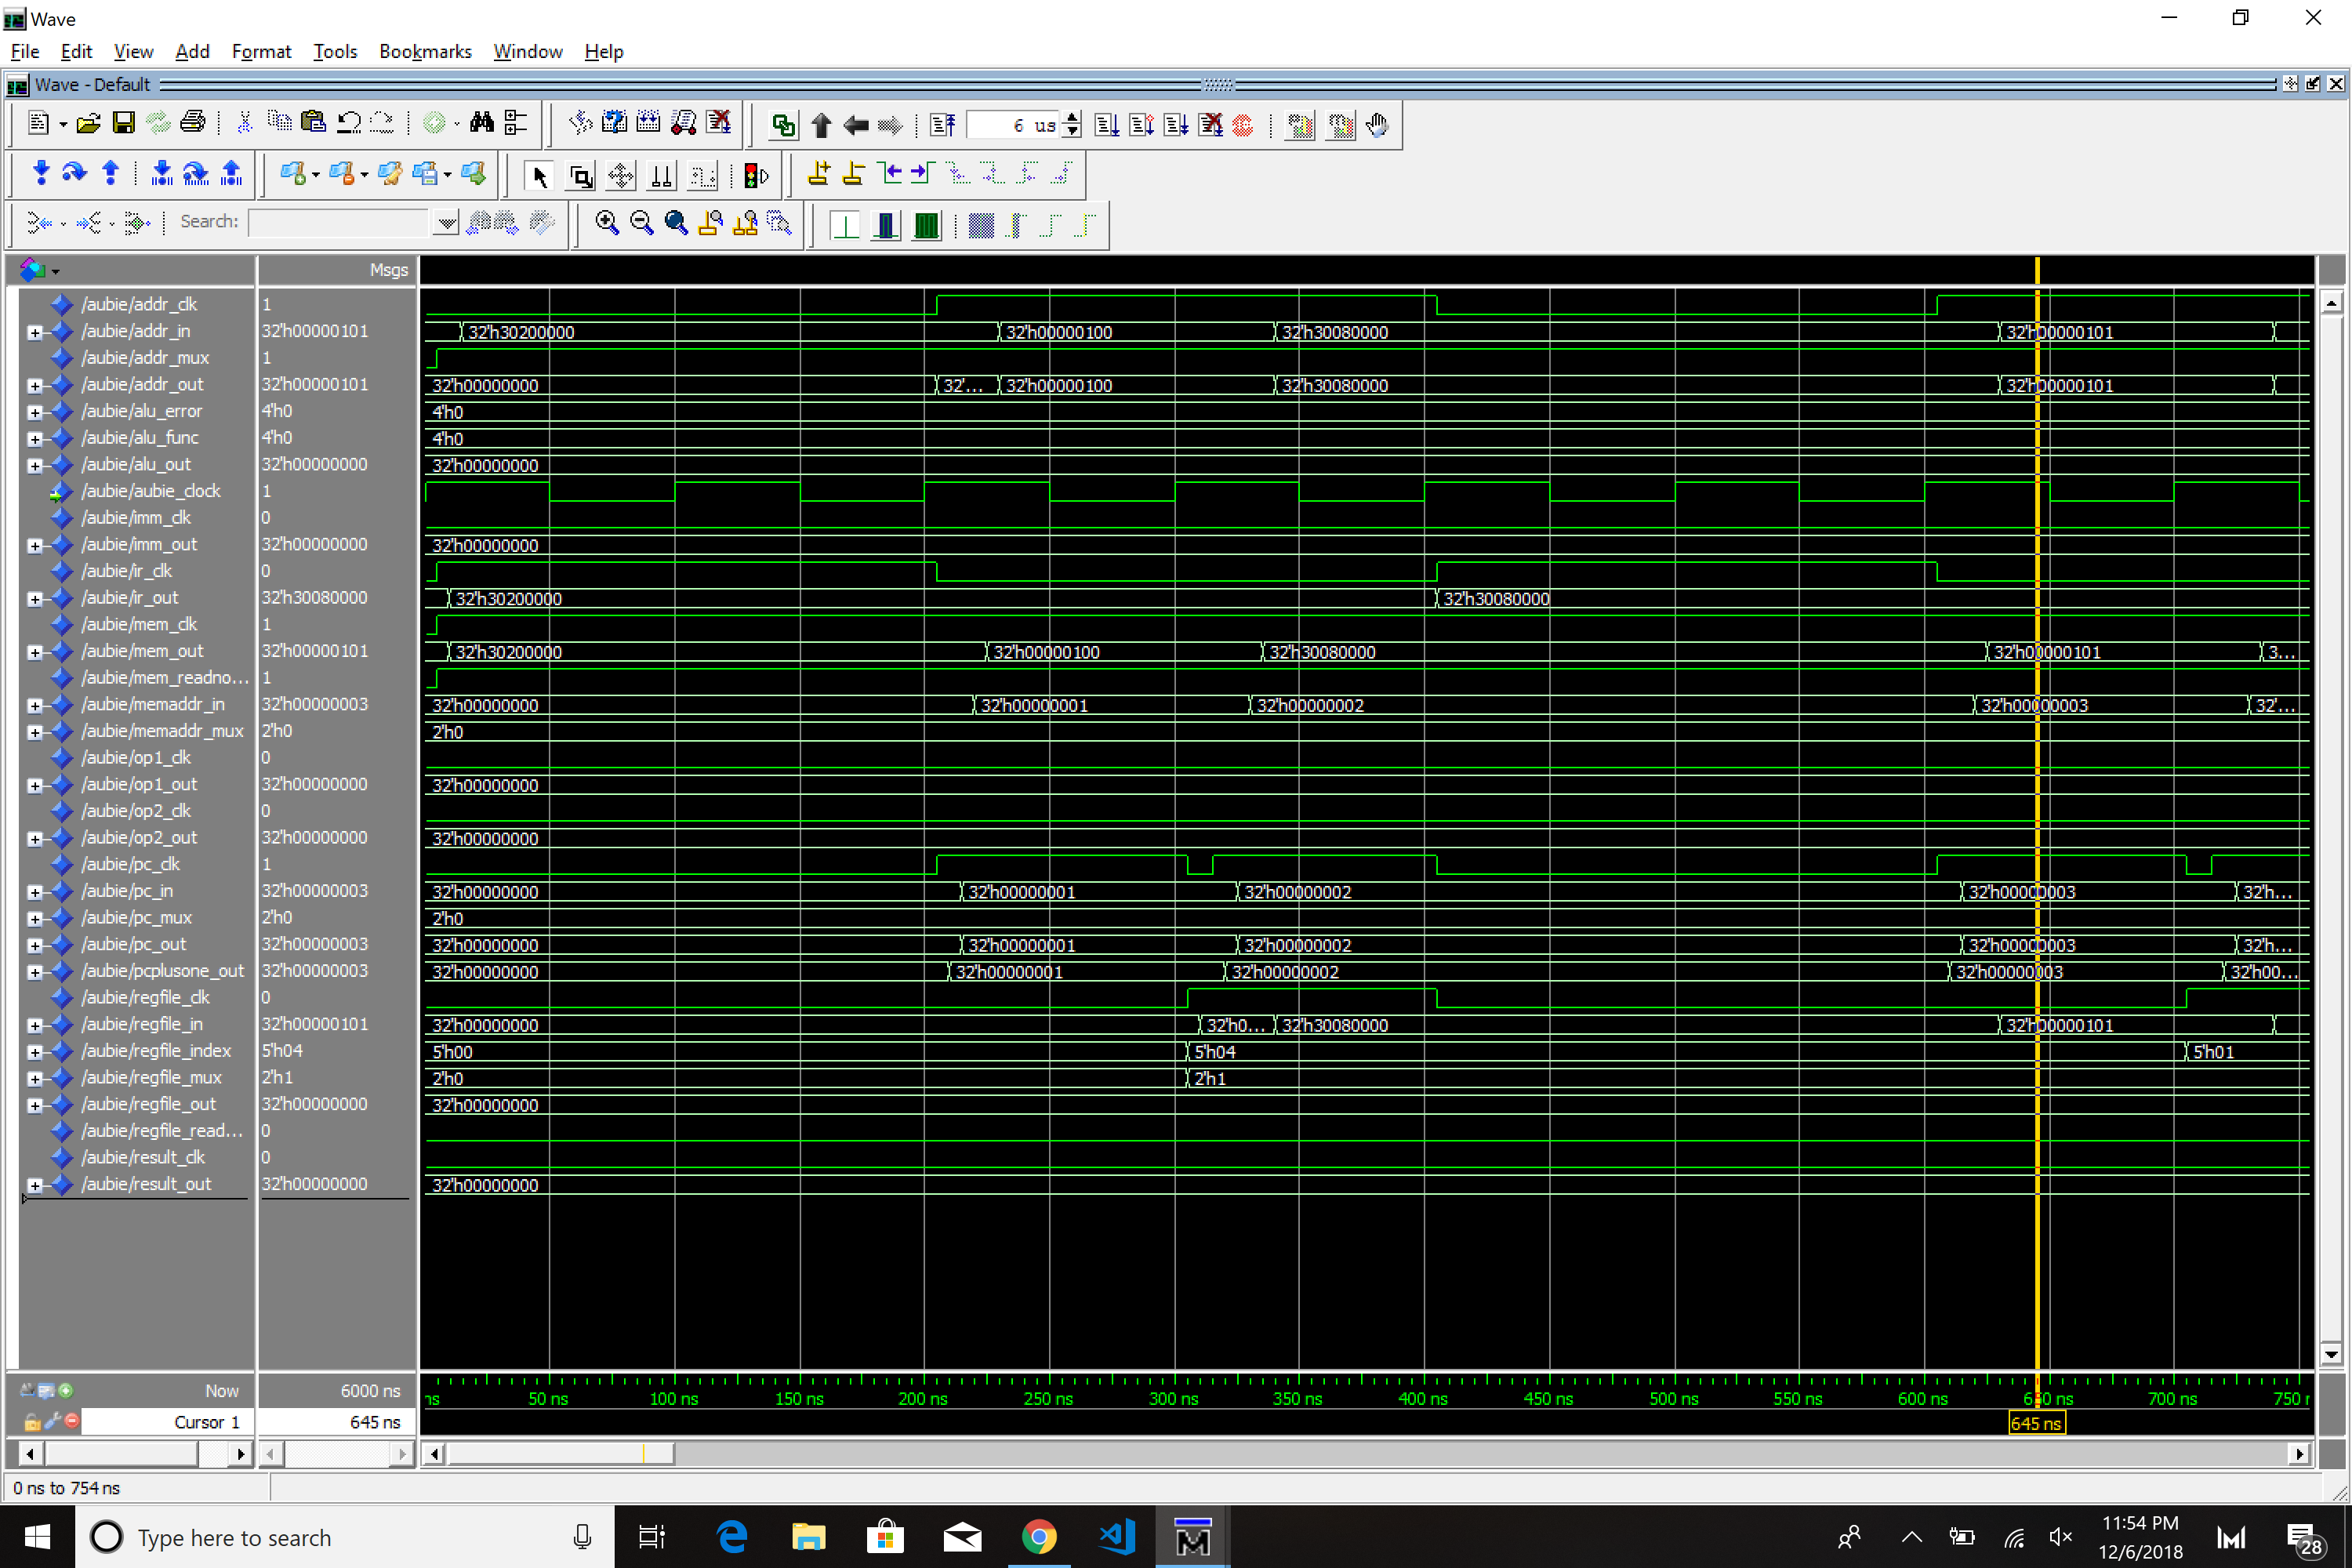 Wave
File Edit View Add Format Tools Bookmarks Window Help
Wave - Default
6 us
Search:
Msgs
/aubie/addr_clk 1
/aubie/addr_in 32'h00000101 32'h30200000 32'h00000100 32'h30080000 32'h00000101
/aubie/addr_mux 1
/aubie/addr_out 32'h00000101 32'h00000000 32'... 32'h00000100 32'h30080000 32'h00000101
/aubie/alu_error 4'h0 4'h0
/aubie/alu_func 4'h0 4'h0
/aubie/alu_out 32'h00000000 32'h00000000
/aubie/aubie_clock 1
/aubie/imm_clk 0
/aubie/imm_out 32'h00000000 32'h00000000
/aubie/ir_clk 0
/aubie/ir_out 32'h30080000 32'h30200000 32'h30080000
/aubie/mem_clk 1
/aubie/mem_out 32'h00000101 32'h30200000 32'h00000100 32'h30080000 32'h00000101 3...
/aubie/mem_readno... 1
/aubie/memaddr_in 32'h00000003 32'h00000000 32'h00000001 32'h00000002 32'h00000003 32'...
/aubie/memaddr_mux 2'h0 2'h0
/aubie/op1_clk 0
/aubie/op1_out 32'h00000000 32'h00000000
/aubie/op2_clk 0
/aubie/op2_out 32'h00000000 32'h00000000
/aubie/pc_clk 1
/aubie/pc_in 32'h00000003 32'h00000000 32'h00000001 32'h00000002 32'h00000003 32'h...
/aubie/pc_mux 2'h0 2'h0
/aubie/pc_out 32'h00000003 32'h00000000 32'h00000001 32'h00000002 32'h00000003 32'h...
/aubie/pcplusone_out 32'h00000003 32'h00000000 32'h00000001 32'h00000002 32'h00000003 32'h00...
/aubie/regfile_clk 0
/aubie/regfile_in 32'h00000101 32'h00000000 32'h0... 32'h30080000 32'h00000101
/aubie/regfile_index 5'h04 5'h00 5'h04 5'h01
/aubie/regfile_mux 2'h1 2'h0 2'h1
/aubie/regfile_out 32'h00000000 32'h00000000
/aubie/regfile_read... 0
/aubie/result_clk 0
/aubie/result_out 32'h00000000 32'h00000000
Now 6000 ns ns 50 ns 100 ns 150 ns 200 ns 250 ns 300 ns 350 ns 400 ns 450 ns 500 ns 550 ns 600 ns 650 ns 700 ns 750 n
Cursor 1 645 ns 645 ns
0 ns to 754 ns
Type here to search
11:54 PM
12/6/2018
28